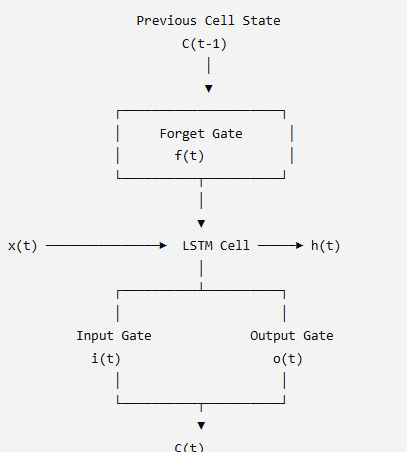 Previous Cell State
C(t-1)
Forget Gate
f(t)
x(t) LSTM Cell h(t)
Input Gate Output Gate
i(t) o(t)
C(t)